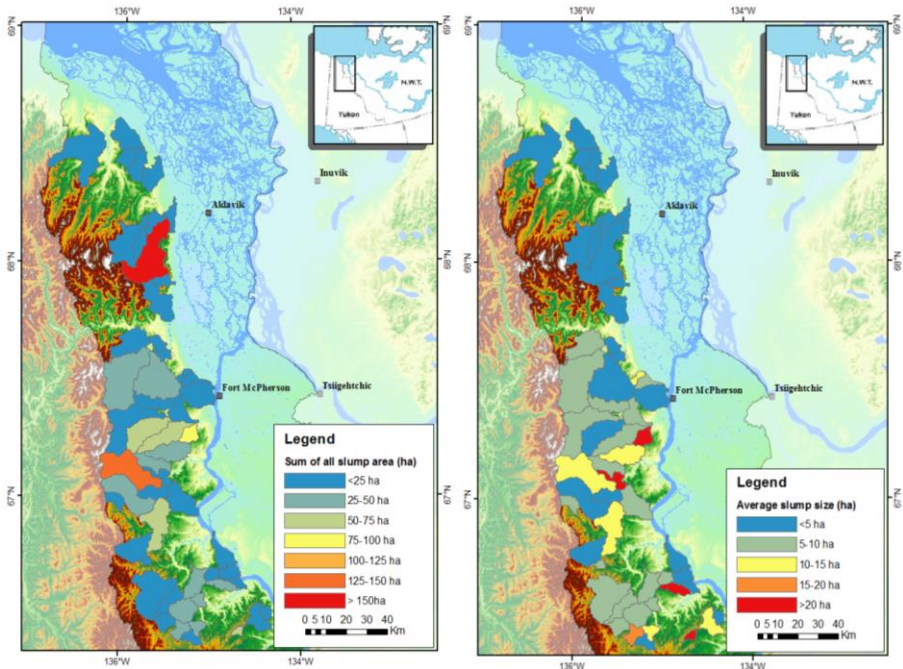 136°W
134°W
69°N
N.W.T.
Yukon
Inuvik
Aklavik
68°N
Fort McPherson
Tsiigehtchic
67°N
Legend
Sum of all slump area (ha)
<25 ha
25-50 ha
50-75 ha
75-100 ha
100-125 ha
125-150 ha
> 150ha
0 5 10 20 30 40
Km
136°W
134°W
136°W
134°W
69°N
69°N
N.W.T.
Yukon
Inuvik
Aklavik
68°N
68°N
Fort McPherson
Tsiigehtchic
67°N
67°N
Legend
Average slump size (ha)
<5 ha
5-10 ha
10-15 ha
15-20 ha
>20 ha
0 5 10 20 30 40
Km
136°W
134°W